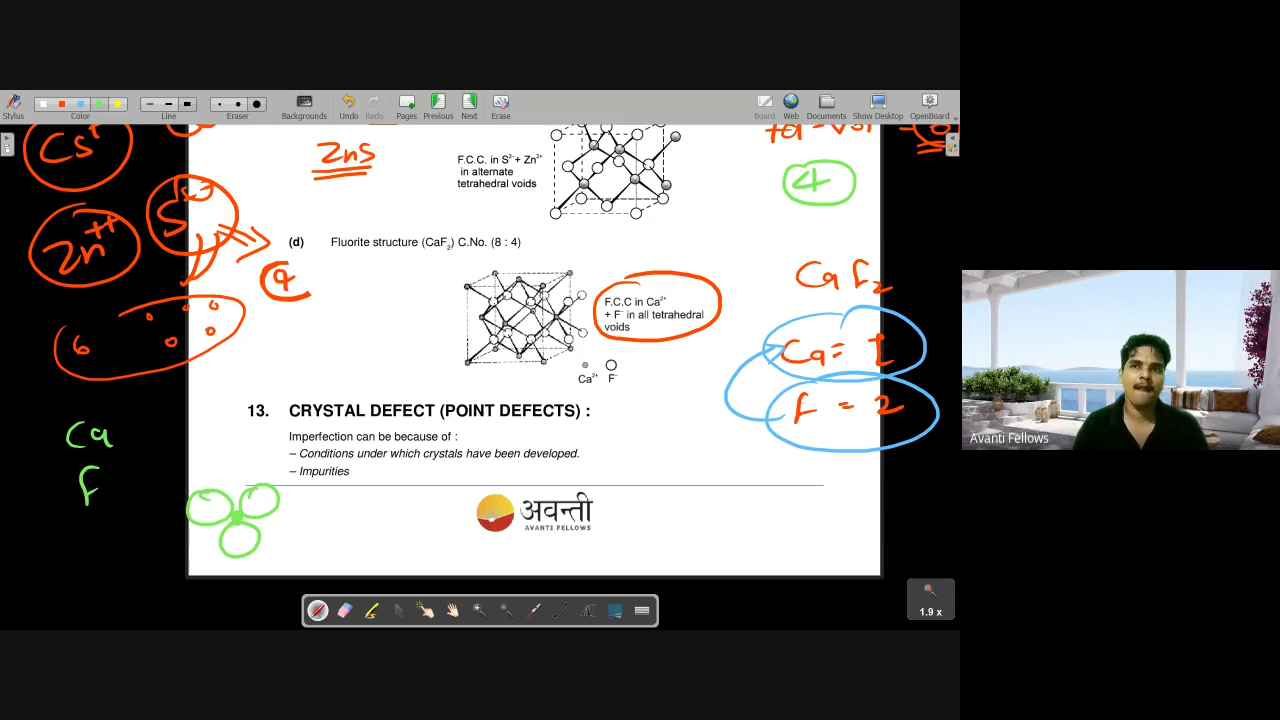 Stylus
Color
Line
Eraser
Backgrounds
Undo
Redo
Pages
Previous
Next
Erase
Board
Web
Documents
Show Desktop
OpenBoard
Cs+
ZnS
F.C.C. in S2-+ Zn2+
in alternate
tetrahedral voids
4
Zn++
S
4
6
(d) Fluorite structure (CaF2) C.No. (8 : 4)
F.C.C in Ca2+
+ F- in all tetrahedral
voids
Ca2+ F-
CaF2
Ca = 1
F = 2
Ca
F
13. CRYSTAL DEFECT (POINT DEFECTS) :
Imperfection can be because of :
– Conditions under which crystals have been developed.
– Impurities
अवन्ती
AVANTI FELLOWS
Avanti Fellows
1.9 x